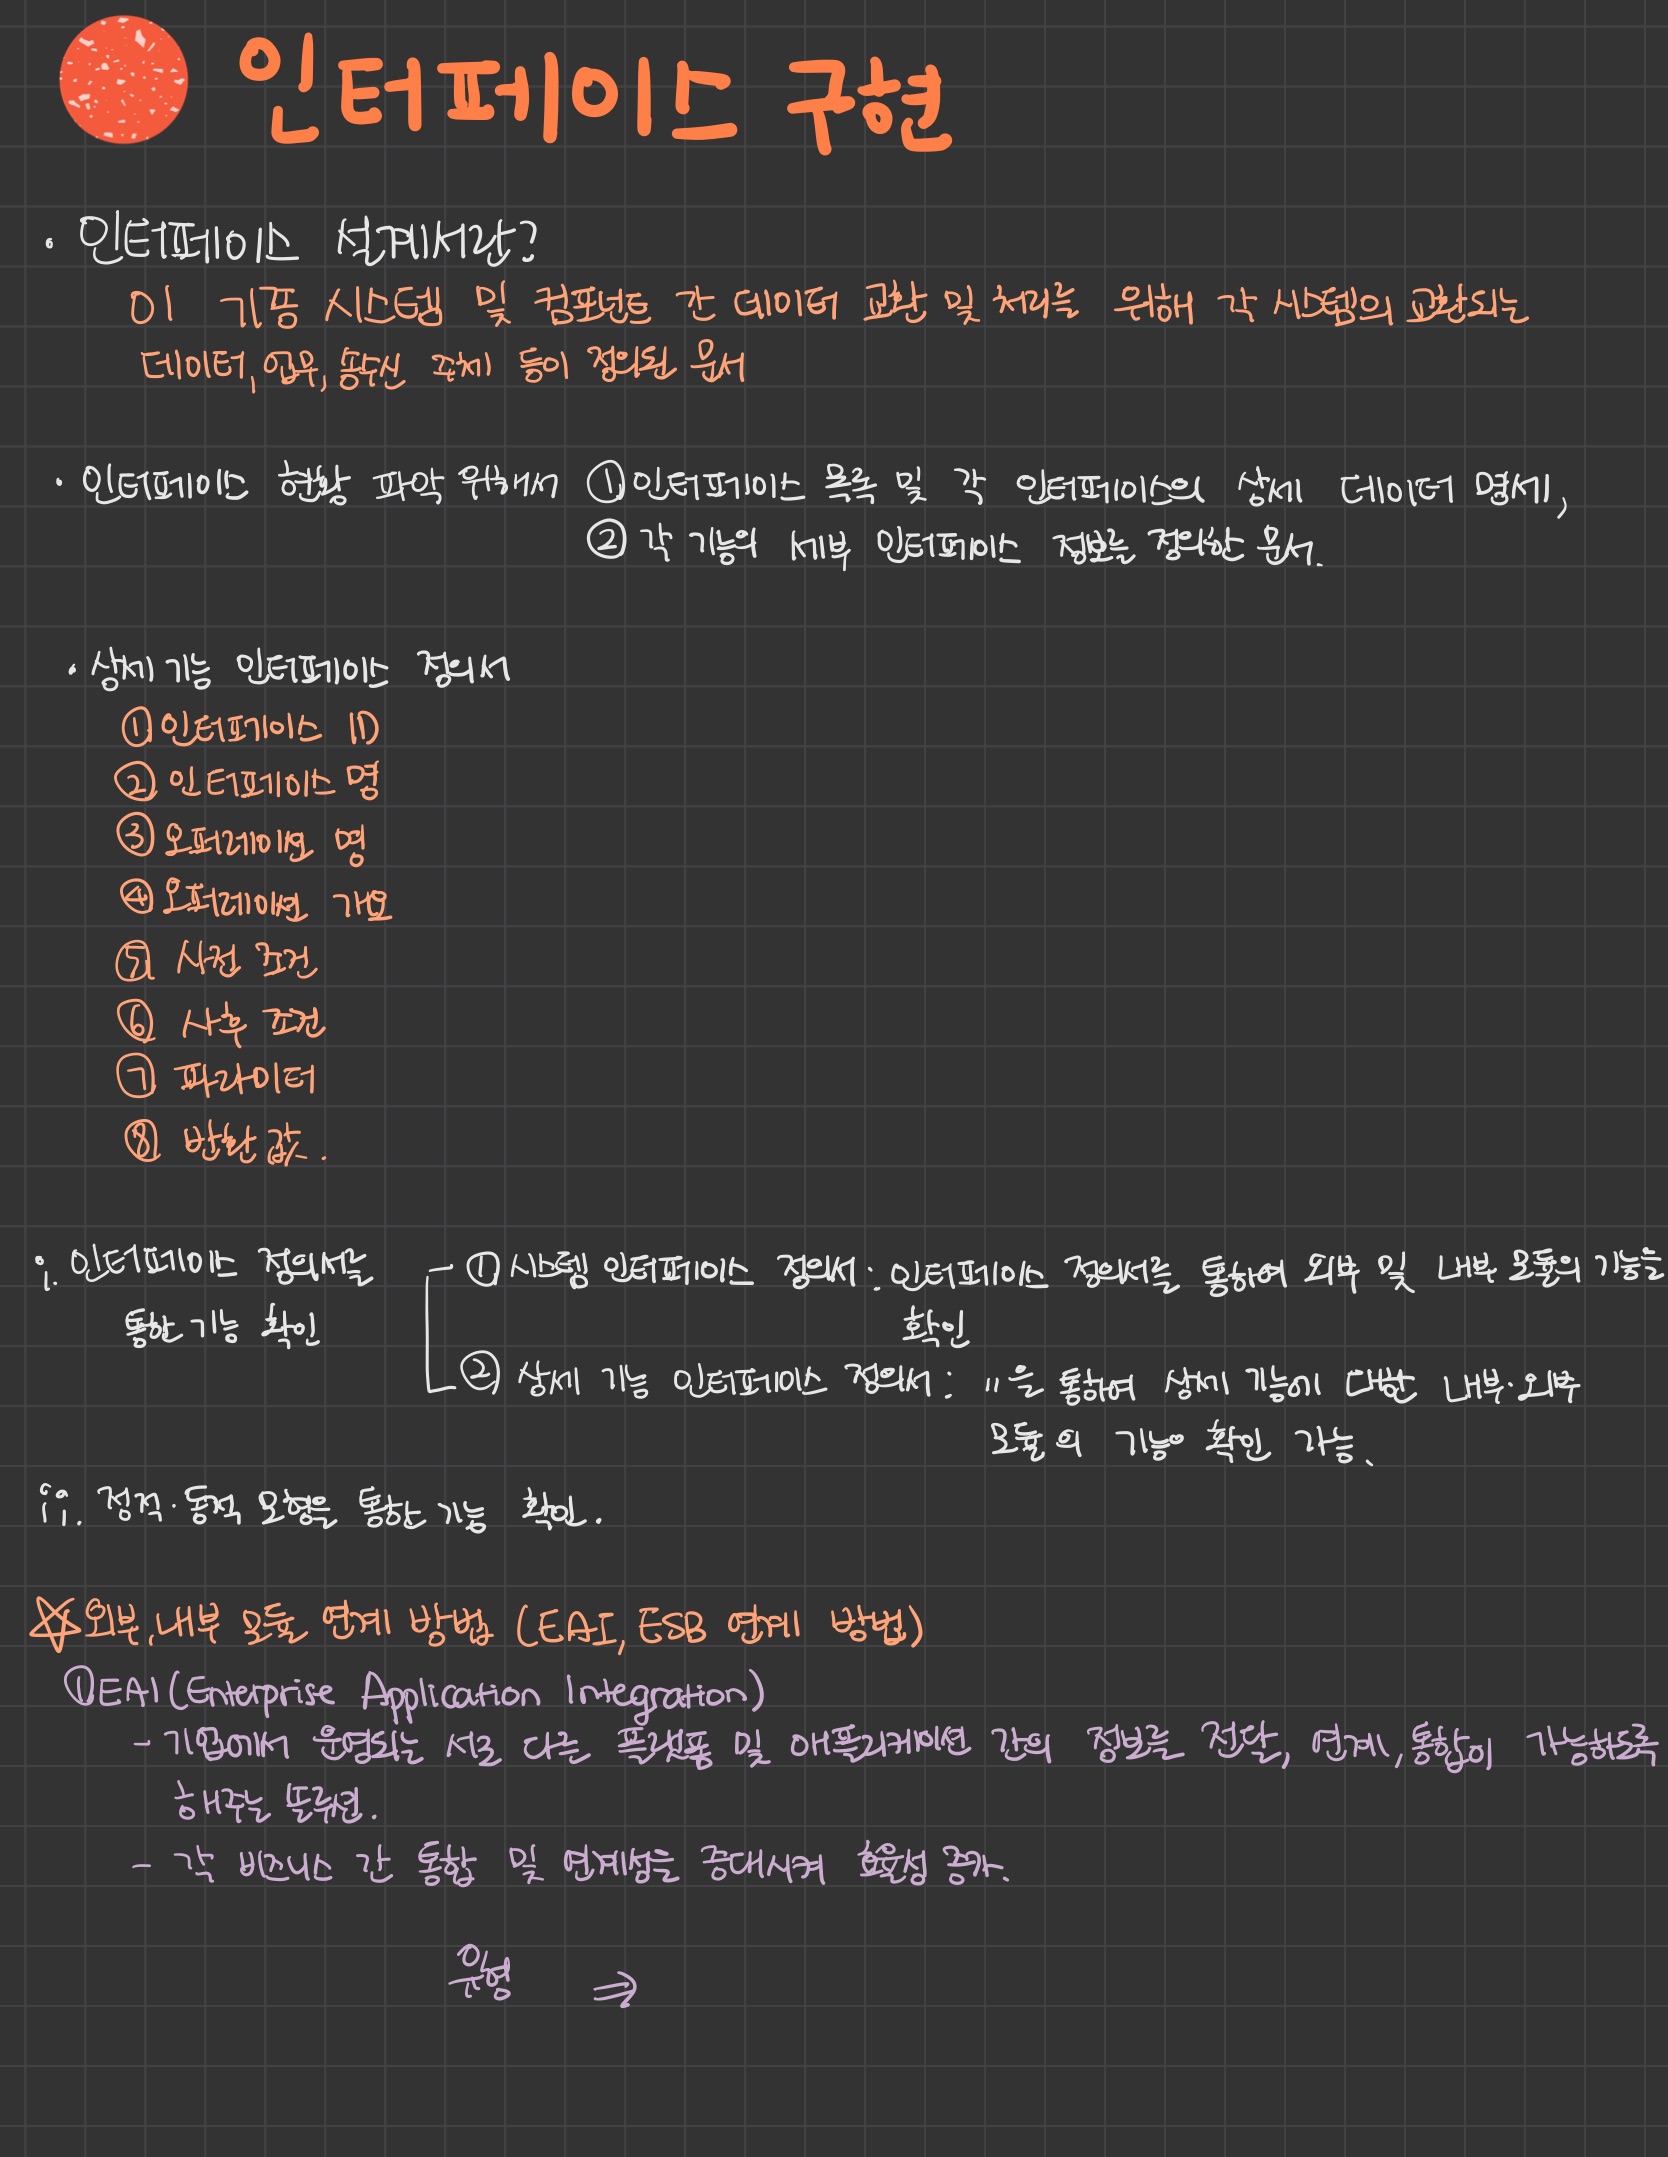 인터페이스 구현
· 인터페이스 설계서란?
이 기종 시스템 및 컴포넌트 간 데이터 교환 및 처리를 위해 각 시스템의 교환되는
데이터, 업무, 송수신 주체 등이 정의된 문서
· 인터페이스 현황 파악 위해서 ① 인터페이스 목록 및 각 인터페이스의 상세 데이터 명세,
② 각 기능의 세부 인터페이스 정보를 정의한 문서.
· 상세 기능 인터페이스 정의서
① 인터페이스 ID
② 인터페이스 명
③ 오퍼레이션 명
④ 오퍼레이션 개요
⑤ 사전 조건
⑥ 사후 조건
⑦ 파라미터
⑧ 반환 값.
i. 인터페이스 정의서를 ① 시스템 인터페이스 정의서 : 인터페이스 정의서를 통하여 외부 및 내부 모듈의 기능을
통한 기능 확인 확인
② 상세 기능 인터페이스 정의서 : 〃을 통하여 상세 기능에 대한 내부·외부
모듈의 기능 확인 가능.
ii. 정적·동적 모형을 통한 기능 확인.
☆ 외부, 내부 모듈 연계 방법 (EAI, ESB 연계 방법)
① EAI (Enterprise Application Integration)
- 기업에서 운영되는 서로 다른 플랫폼 및 애플리케이션 간의 정보를 전달, 연계, 통합이 가능하도록
해주는 솔루션.
- 각 비즈니스 간 통합 및 연계성을 증대시켜 효율성 증가.
유형 ⇒